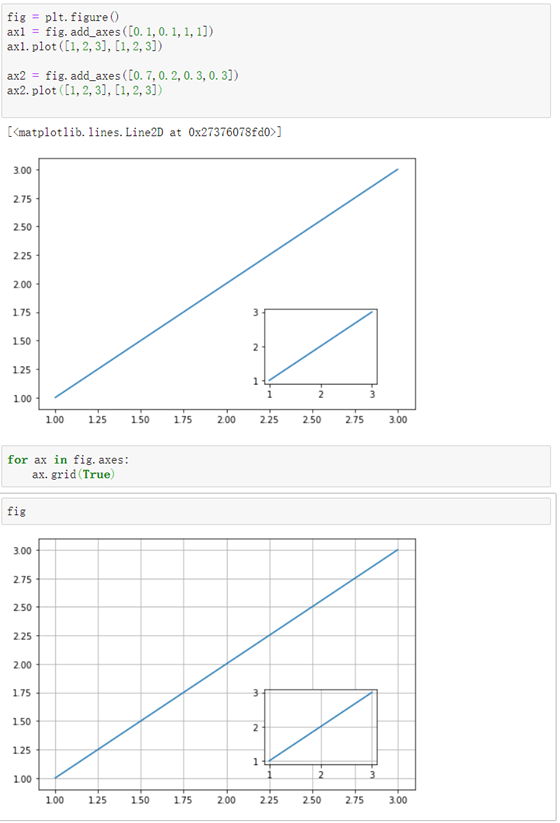 fig = plt.figure()
ax1 = fig.add_axes([0.1,0.1,1,1])
ax1.plot([1,2,3],[1,2,3])
ax2 = fig.add_axes([0.7,0.2,0.3,0.3])
ax2.plot([1,2,3],[1,2,3])
[<matplotlib.lines.Line2D at 0x27376078fd0>]
3.00
2.75
2.50
2.25
2.00
1.75
1.50
1.25
1.00
3
2
1
1 2 3
1.00 1.25 1.50 1.75 2.00 2.25 2.50 2.75 3.00
for ax in fig.axes:
ax.grid(True)
fig
3.00
2.75
2.50
2.25
2.00
1.75
1.50
1.25
1.00
3
2
1
1 2 3
1.00 1.25 1.50 1.75 2.00 2.25 2.50 2.75 3.00